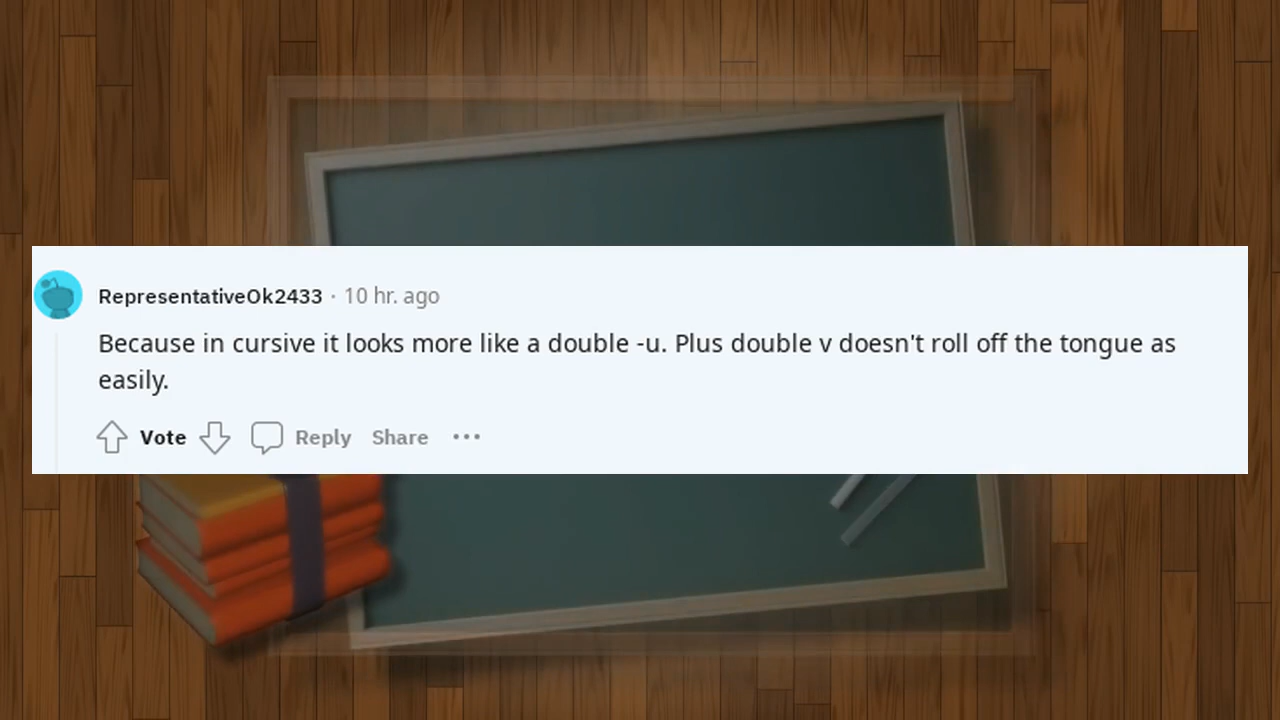 RepresentativeOk2433 · 10 hr. ago
Because in cursive it looks more like a double -u. Plus double v doesn't roll off the tongue as
easily.
Vote Reply Share ···